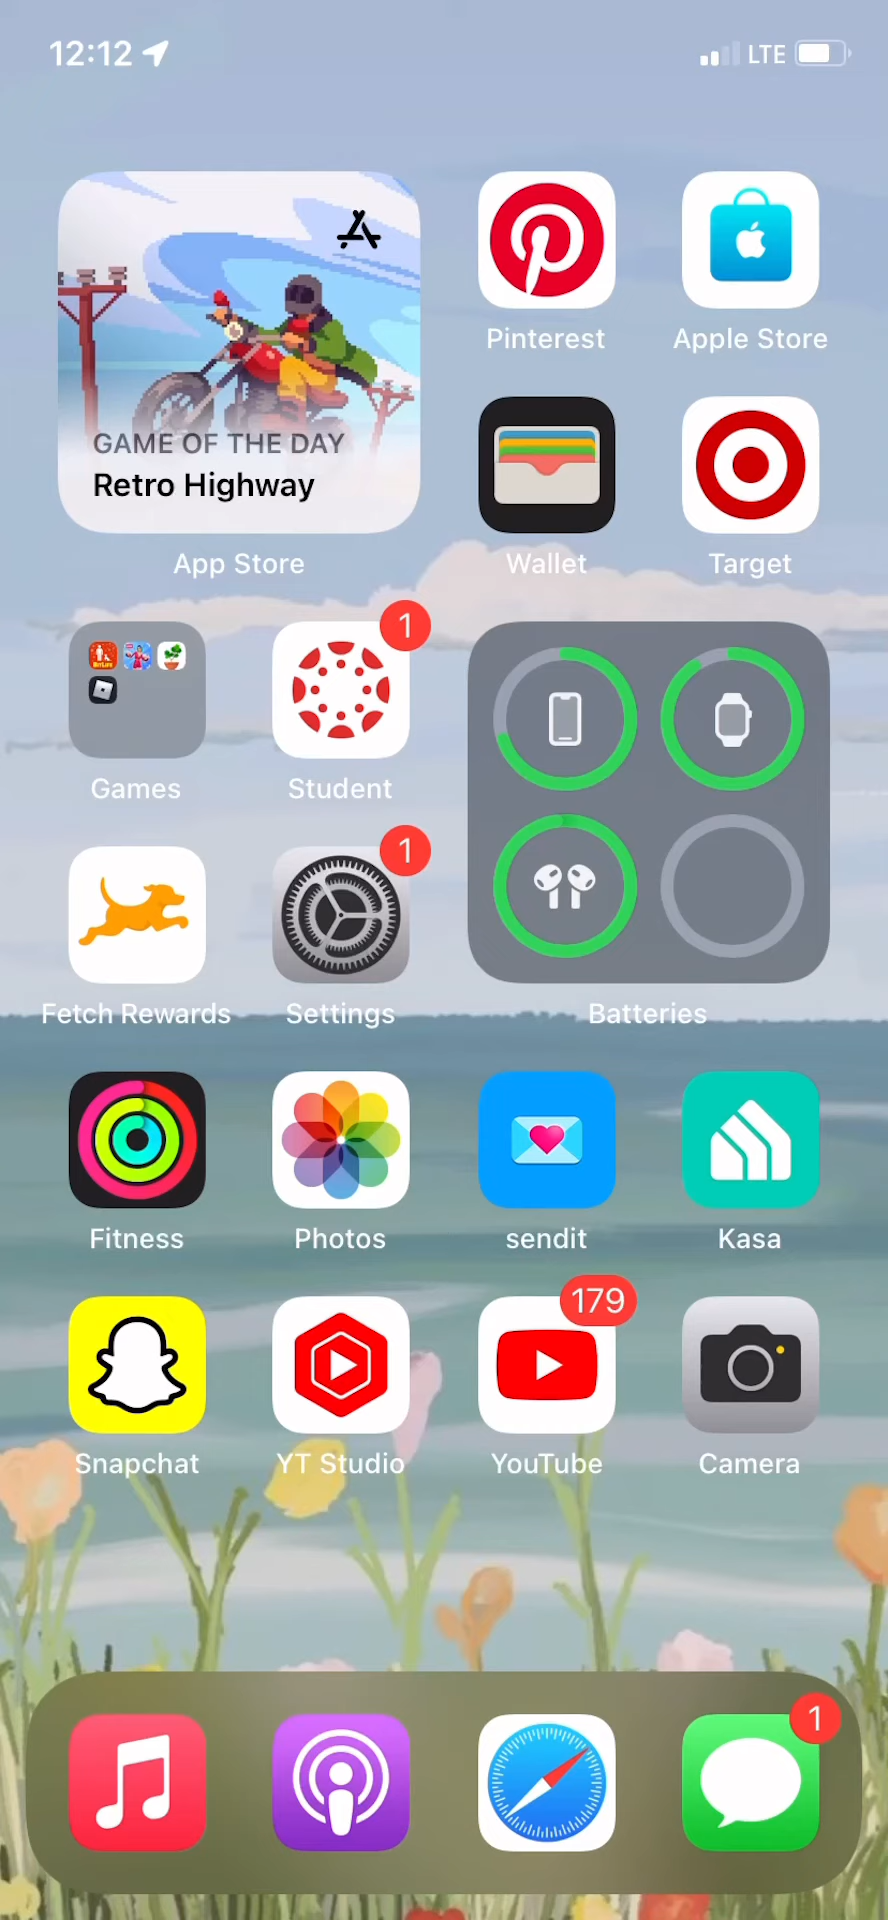 12:12
LTE
GAME OF THE DAY
Retro Highway
App Store
Pinterest
Apple Store
Wallet
Target
Games
1
Student
Fetch Rewards
1
Settings
Batteries
Fitness
Photos
sendit
Kasa
Snapchat
YT Studio
179
YouTube
Camera
1